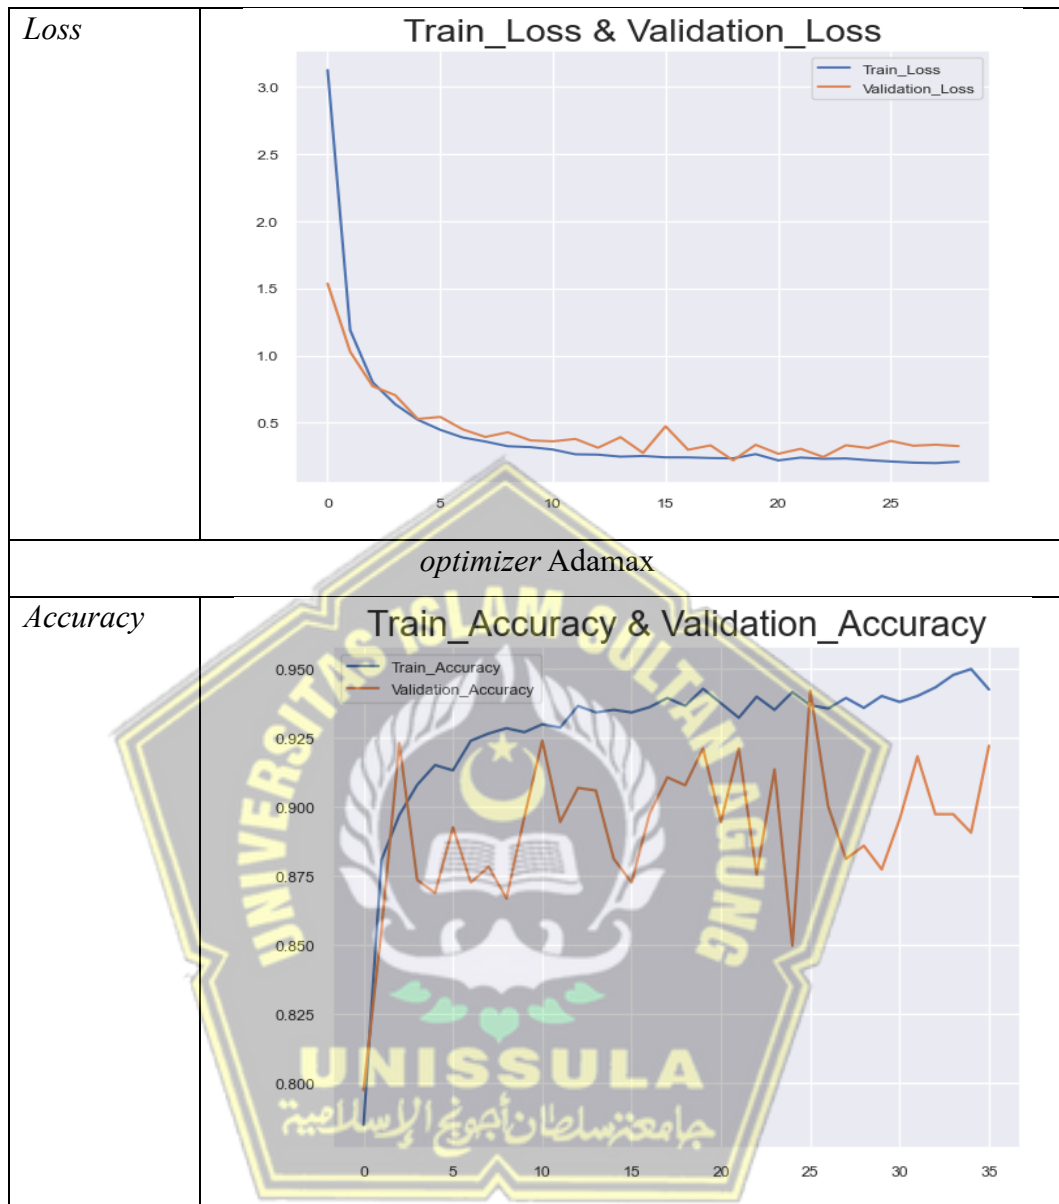 Loss
Train_Loss & Validation_Loss
Train_Loss
Validation_Loss
3.0
2.5
2.0
1.5
1.0
0.5
0 5 10 15 20 25
optimizer Adamax
Accuracy
Train_Accuracy & Validation_Accuracy
Train_Accuracy
Validation_Accuracy
0.950
0.925
0.900
0.875
0.850
0.825
0.800
0 5 10 15 20 25 30 35
UNIVERSITAS ISLAM SULTAN AGUNG
UNISSULA
جامعة سلطان أجونج الإسلامية